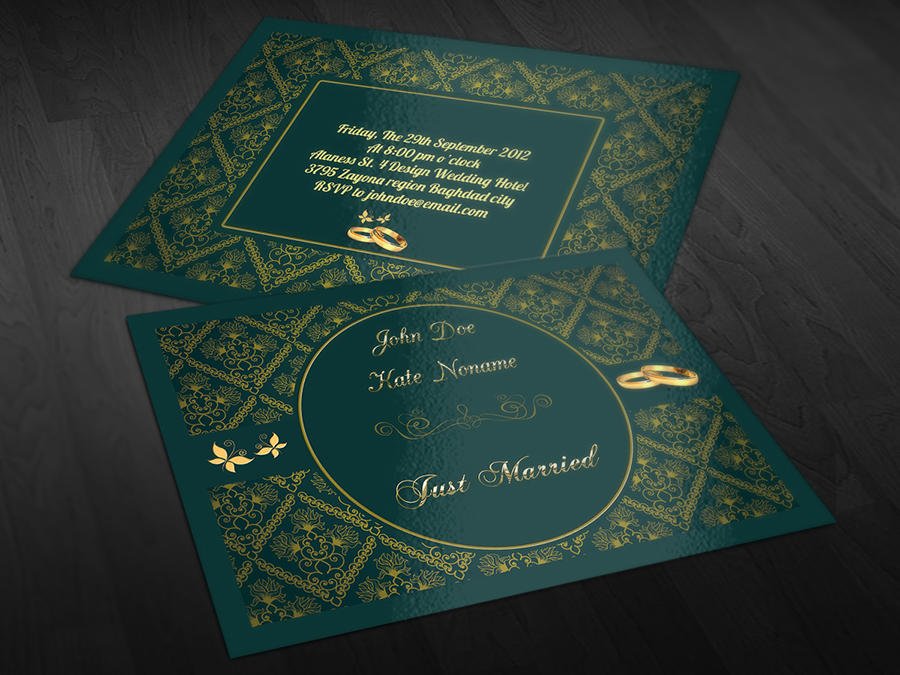 Friday, The 29th September 2012
At 8:00 pm o'clock
Alaness St. 4 Design Wedding Hotel
3795 Zayona region Baghdad city
RSVP to johndoe@email.com
John Doe
Kate Noname
Just Married